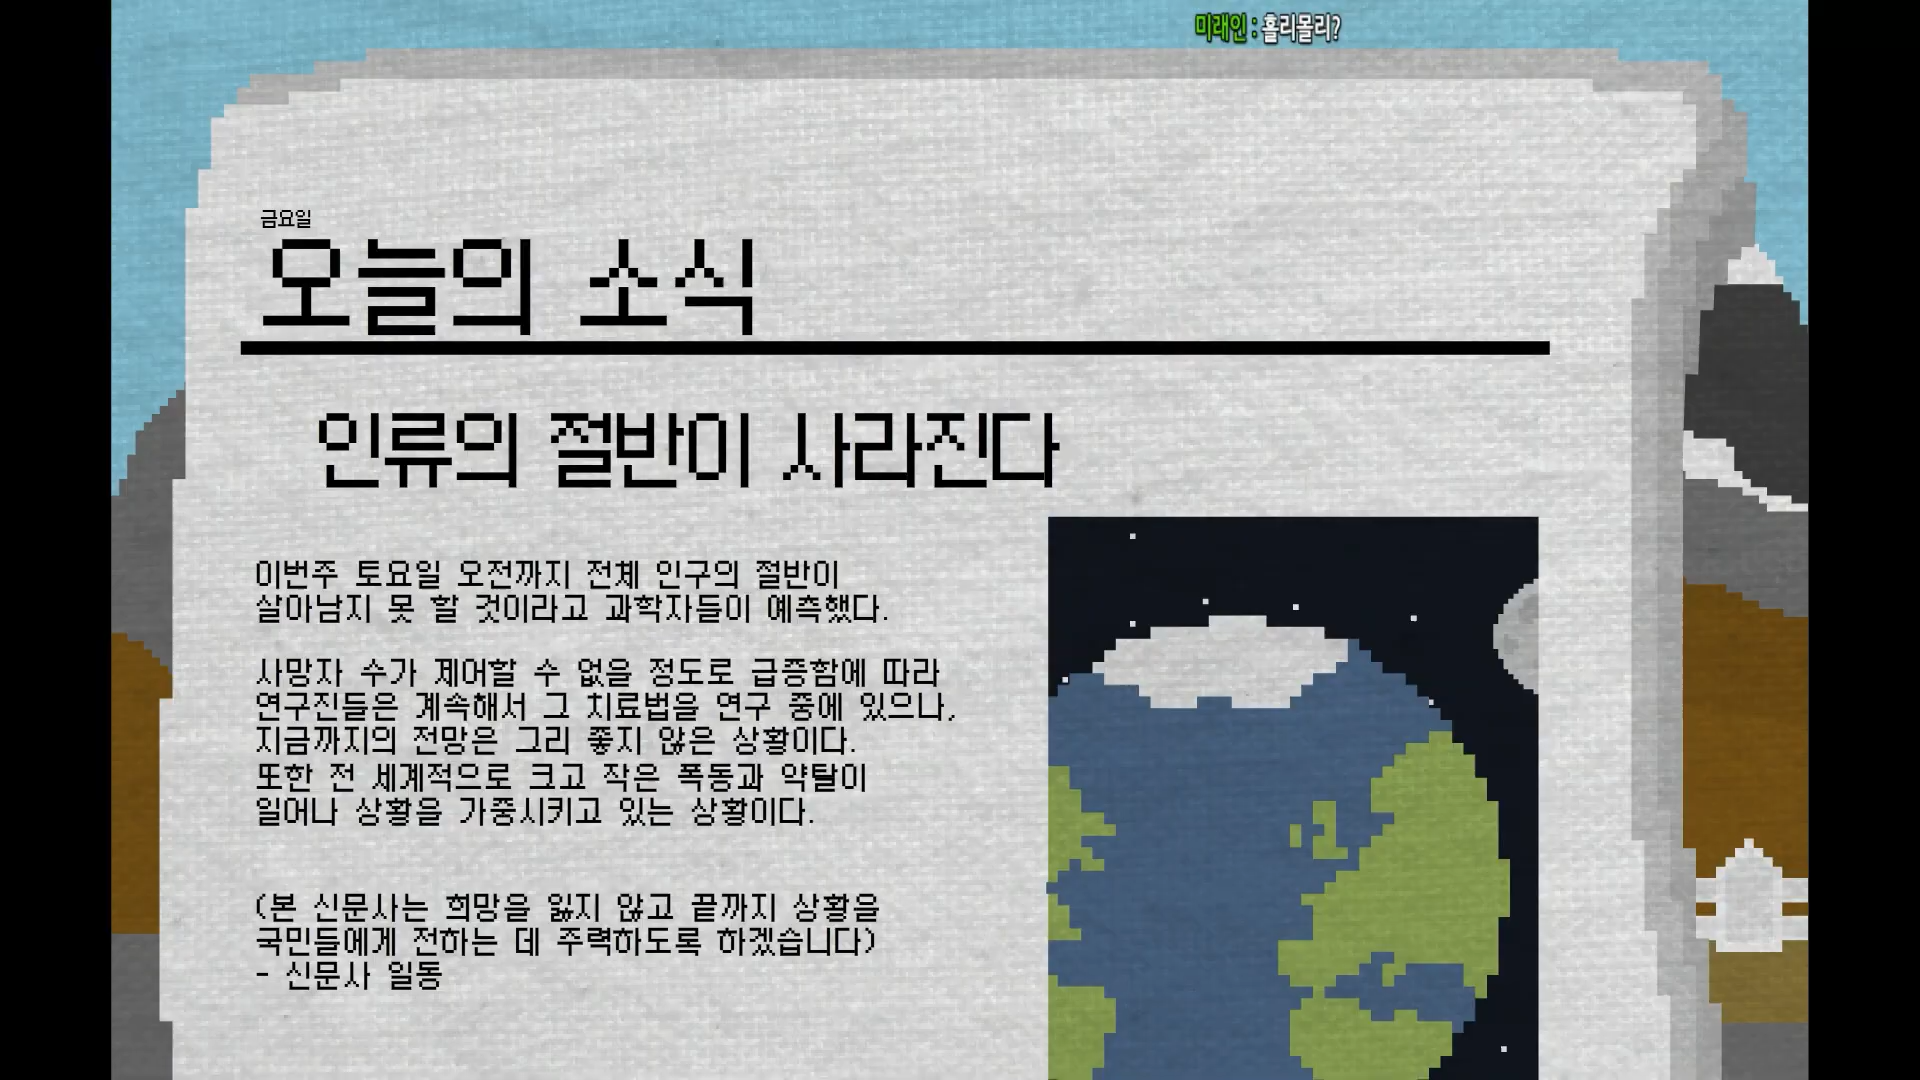 미래인 : 홀리몰리?
금요일
오늘의 소식
인류의 절반이 사라진다
이번주 토요일 오전까지 전체 인구의 절반이
살아남지 못 할 것이라고 과학자들이 예측했다.
사망자 수가 제어할 수 없을 정도로 급증함에 따라
연구진들은 계속해서 그 치료법을 연구 중에 있으나,
지금까지의 전망은 그리 좋지 않은 상황이다.
또한 전 세계적으로 크고 작은 폭동과 약탈이
일어나 상황을 가중시키고 있는 상황이다.
(본 신문사는 희망을 잃지 않고 끝까지 상황을
국민들에게 전하는 데 주력하도록 하겠습니다)
- 신문사 일동